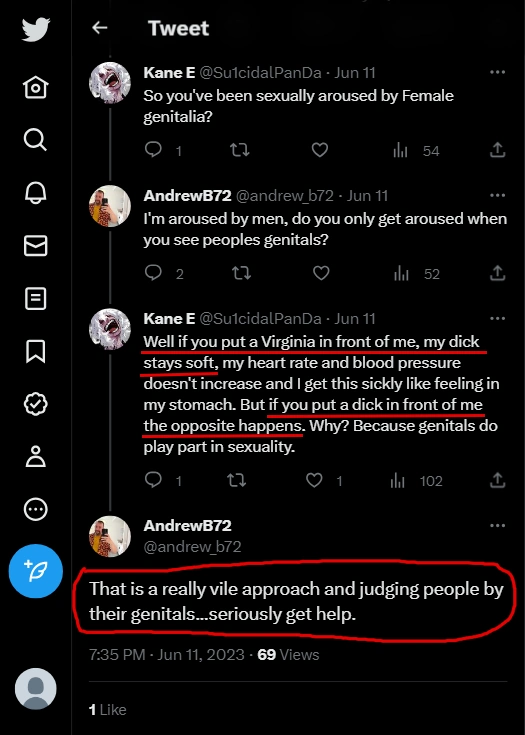 Tweet
Kane E @Su1cidalPanDa · Jun 11
So you've been sexually aroused by Female
genitalia?
1
54
AndrewB72 @andrew_b72 · Jun 11
I'm aroused by men, do you only get aroused when
you see peoples genitals?
2
52
Kane E @Su1cidalPanDa · Jun 11
Well if you put a Virginia in front of me, my dick
stays soft, my heart rate and blood pressure
doesn't increase and I get this sickly like feeling in
my stomach. But if you put a dick in front of me
the opposite happens. Why? Because genitals do
play part in sexuality.
1
1
102
AndrewB72
@andrew_b72
That is a really vile approach and judging people by
their genitals...seriously get help.
7:35 PM · Jun 11, 2023 · 69 Views
1 Like